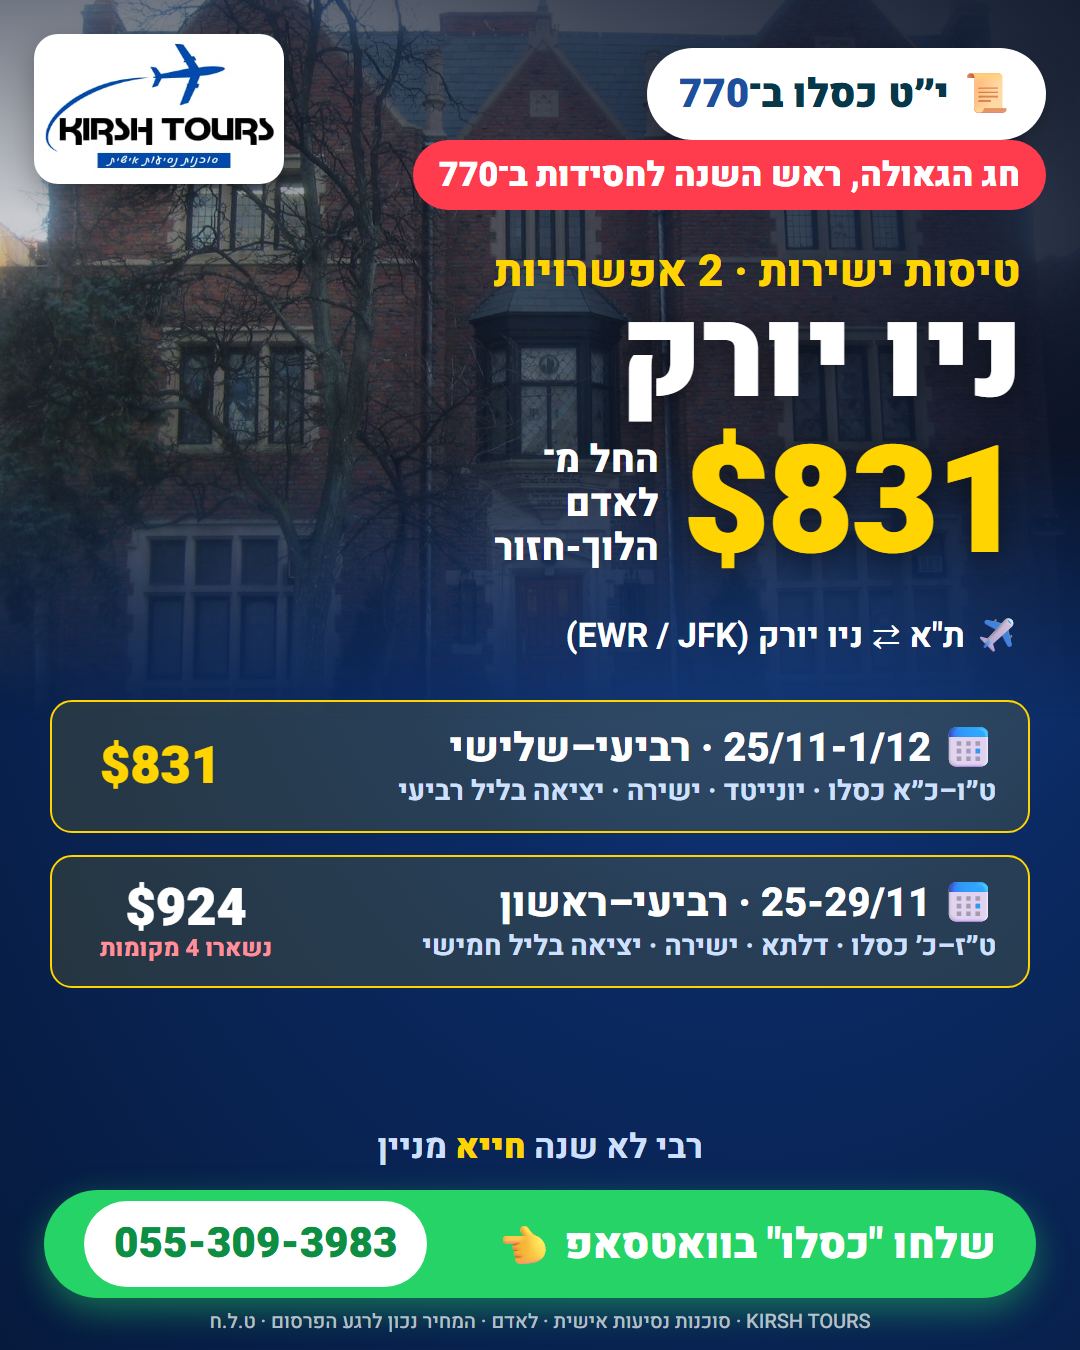 KIRSH TOURS
סוכנות נסיעות אישית
י״ט כסלו ב־770
חג הגאולה, ראש השנה לחסידות ב־770
טיסות ישירות · 2 אפשרויות
ניו יורק
$831
החל מ־
לאדם
הלוך-חזור
ת"א ⇄ ניו יורק (EWR / JFK)
25/11-1/12 · רביעי–שלישי
$831
ט״ו–כ״א כסלו · יונייטד · ישירה · יציאה בליל רביעי
25-29/11 · רביעי–ראשון
$924
ט״ז–כ׳ כסלו · דלתא · ישירה · יציאה בליל חמישי
נשארו 4 מקומות
רבי לא שנה חייא מניין
שלחו "כסלו" בוואטסאפ 👈 055-309-3983
KIRSH TOURS · סוכנות נסיעות אישית · לאדם · המחיר נכון לרגע הפרסום · ט.ל.ח